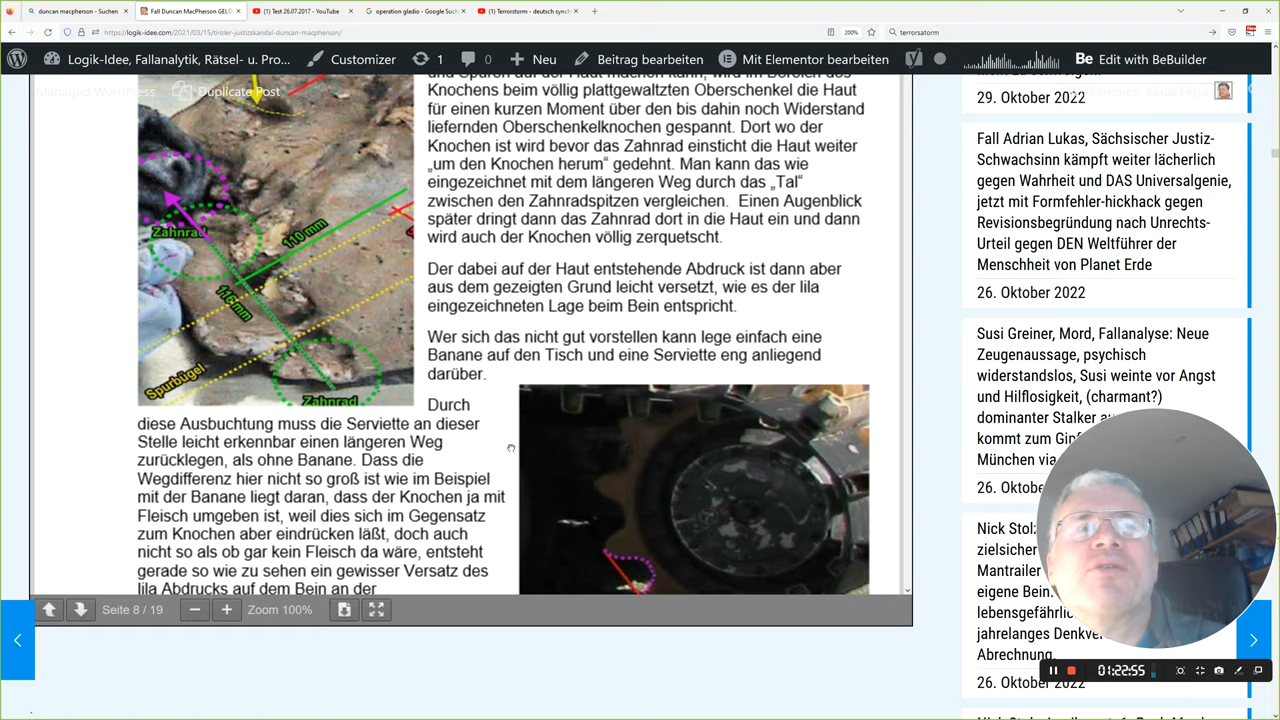 duncan macpherson - Suchen
Fall Duncan MacPherson GELÖ
(1) Test 26.07.2017 - YouTube
operation gladio - Google Such
(1) Terrorstorm - deutsch synch
https://logik-idee.com/2021/03/15/tiroler-justizskandal-duncan-macpherson/
200%
terrorsatorm
Logik-Idee, Fallanalytik, Rätsel- u. Pro...
1
0
Neu
Customizer
Beitrag bearbeiten
Mit Elementor bearbeiten
Edit with BeBuilder
Managed WordPress
Duplicate Post
Klaus Fejsa
und Spuren auf der Haut machen kann, wird im Bereich des
Knochens beim völlig plattgewaltzten Oberschenkel die Haut
für einen kurzen Moment über den bis dahin noch Widerstand
liefernden Oberschenkelknochen gespannt. Dort wo der
Knochen ist wird bevor das Zahnrad einsticht die Haut weiter
„um den Knochen herum“ gedehnt. Man kann das wie
eingezeichnet mit dem längeren Weg durch das „Tal“
zwischen den Zahnradspitzen vergleichen. Einen Augenblick
später dringt dann das Zahnrad dort in die Haut ein und dann
wird auch der Knochen völlig zerquetscht.
Der dabei auf der Haut entstehende Abdruck ist dann aber
aus dem gezeigten Grund leicht versetzt, wie es der lila
eingezeichneten Lage beim Bein entspricht.
Wer sich das nicht gut vorstellen kann lege einfach eine
Banane auf den Tisch und eine Serviette eng anliegend
darüber.
Durch
diese Ausbuchtung muss die Serviette an dieser
Stelle leicht erkennbar einen längeren Weg
zurücklegen, als ohne Banane. Dass die
Wegdifferenz hier nicht so groß ist wie im Beispiel
mit der Banane liegt daran, dass der Knochen ja mit
Fleisch umgeben ist, weil dies sich im Gegensatz
zum Knochen aber eindrücken läßt, doch auch
nicht so als ob gar kein Fleisch da wäre, entsteht
gerade so wie zu sehen ein gewisser Versatz des
lila Abdrucks auf dem Bein an der
Zahnrad
110 mm
110 mm
Spurbügel
Zahnrad
Seite 8 / 19
Zoom 100%
29. Oktober 2022
Fall Adrian Lukas, Sächsischer Justiz-
Schwachsinn kämpft weiter lächerlich
gegen Wahrheit und DAS Universalgenie,
jetzt mit Formfehler-hickhack gegen
Revisionsbegründung nach Unrechts-
Urteil gegen DEN Weltführer der
Menschheit von Planet Erde
26. Oktober 2022
Susi Greiner, Mord, Fallanalyse: Neue
Zeugenaussage, psychisch
widerstandslos, Susi weinte vor Angst
und Hilflosigkeit, (charmant?)
dominanter Stalker
kommt zum
München via
26. Okto
Nick Stol
zielsicher
Mantrailer
eigene Bein.
lebensgefährlic
jahrelanges Denkve
Abrechnung.
26. Oktober 2022
01:22:55